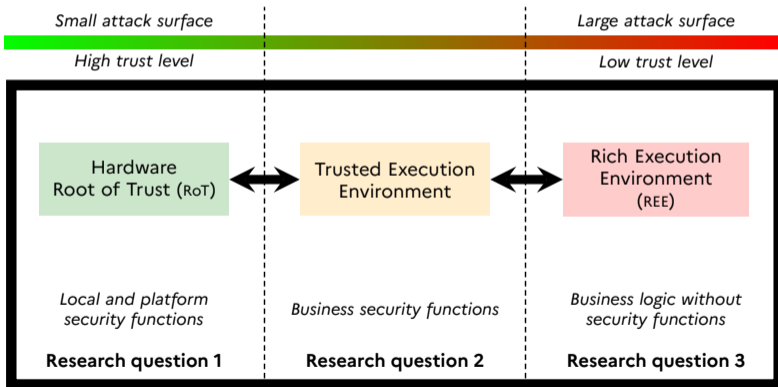 Small attack surface
Large attack surface
High trust level
Low trust level
Hardware
Root of Trust (RoT)
Trusted Execution
Environment
Rich Execution
Environment
(REE)
Local and platform
security functions
Business security functions
Business logic without
security functions
Research question 1
Research question 2
Research question 3